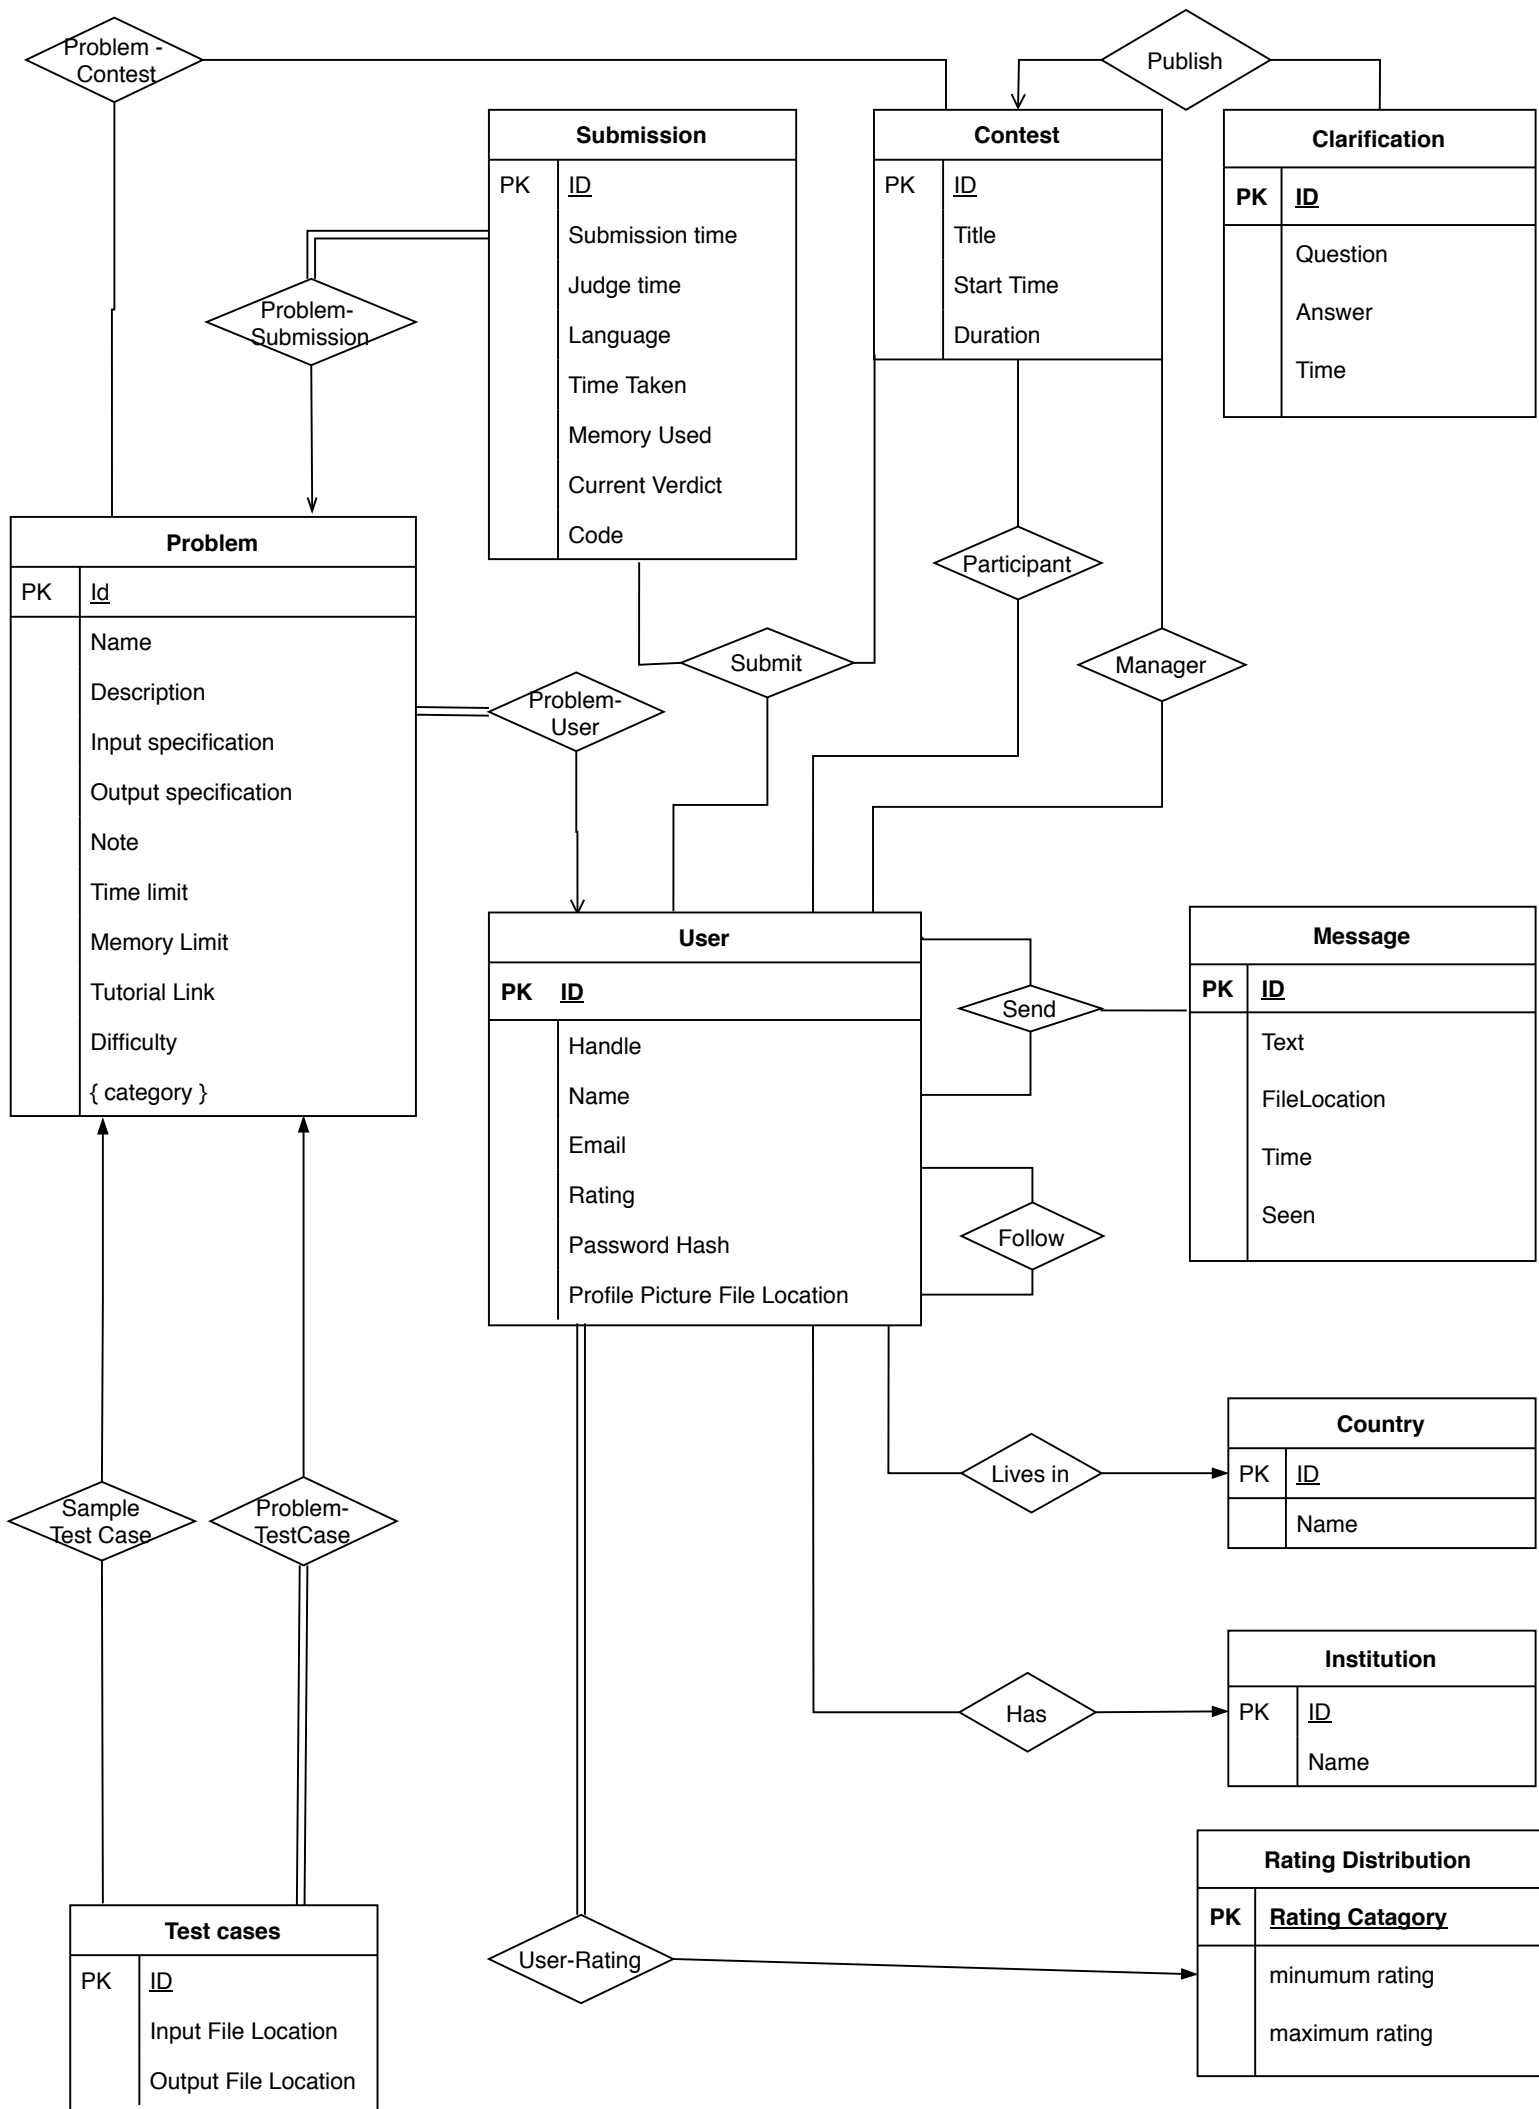 Problem -
Contest
Publish
Submission
PK
ID
Submission time
Judge time
Language
Time Taken
Memory Used
Current Verdict
Code
Contest
PK
ID
Title
Start Time
Duration
Clarification
PK
ID
Question
Answer
Time
Problem-
Submission
Participant
Problem
PK
Id
Name
Description
Input specification
Output specification
Note
Time limit
Memory Limit
Tutorial Link
Difficulty
{ category }
Problem-
User
Submit
Manager
User
PK
ID
Handle
Name
Email
Rating
Password Hash
Profile Picture File Location
Send
Message
PK
ID
Text
FileLocation
Time
Seen
Follow
Lives in
Country
PK
ID
Name
Sample
Test Case
Problem-
TestCase
Has
Institution
PK
ID
Name
Rating Distribution
PK
Rating Catagory
minumum rating
maximum rating
User-Rating
Test cases
PK
ID
Input File Location
Output File Location